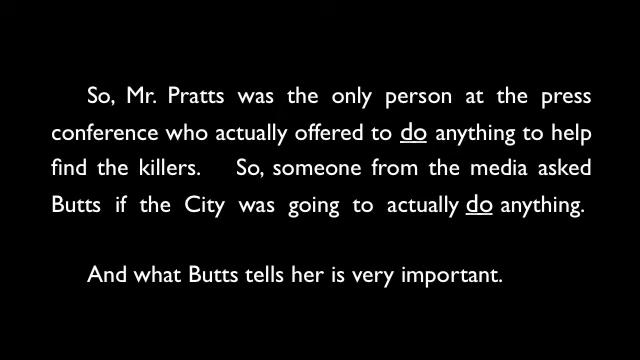 So, Mr. Pratts was the only person at the press
conference who actually offered to do anything to help
find the killers. So, someone from the media asked
Butts if the City was going to actually do anything.
And what Butts tells her is very important.